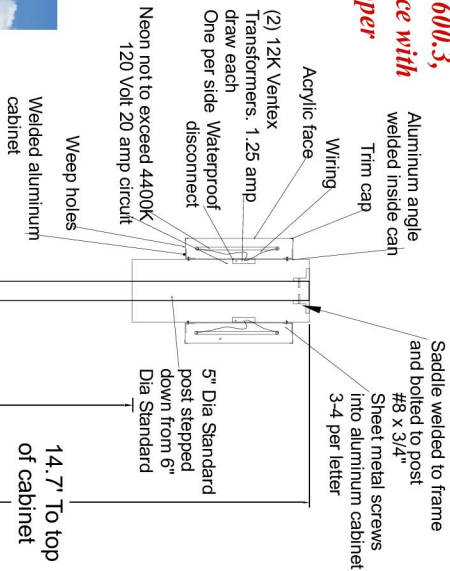 600.3,
ce with
per
Aluminum angle
welded inside can
Trim cap
Wiring
Acrylic face
(2) 12K Ventex
Transformers. 1.25 amp
draw each
One per side
Waterproof
disconnect
Neon not to exceed 4400K
120 Volt 20 amp circuit
Weep holes
Welded aluminum
cabinet
Saddle welded to frame
and bolted to post
#8 x 3/4"
Sheet metal screws
into aluminum cabinet
3-4 per letter
5" Dia Standard
post stepped
down from 6"
Dia Standard
14.7' To top
of cabinet